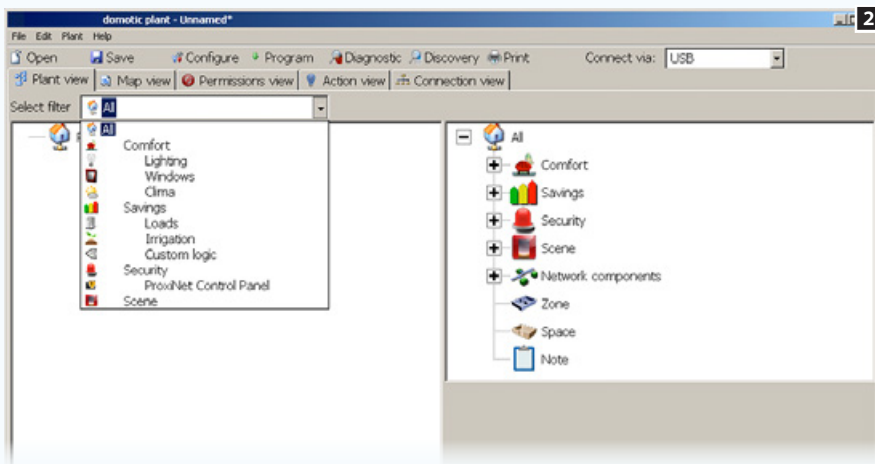 domotic plant - Unnamed*
2
File Edit Plant Help
Open Save Configure Program Diagnostic Discovery Print Connect via: USB
Plant view Map view Permissions view Action view Connection view
Select filter All
All
Comfort
Lighting
Windows
Clima
Savings
Loads
Irrigation
Custom logic
Security
ProxiNet Control Panel
Scene
All
Comfort
Savings
Security
Scene
Network components
Zone
Space
Note